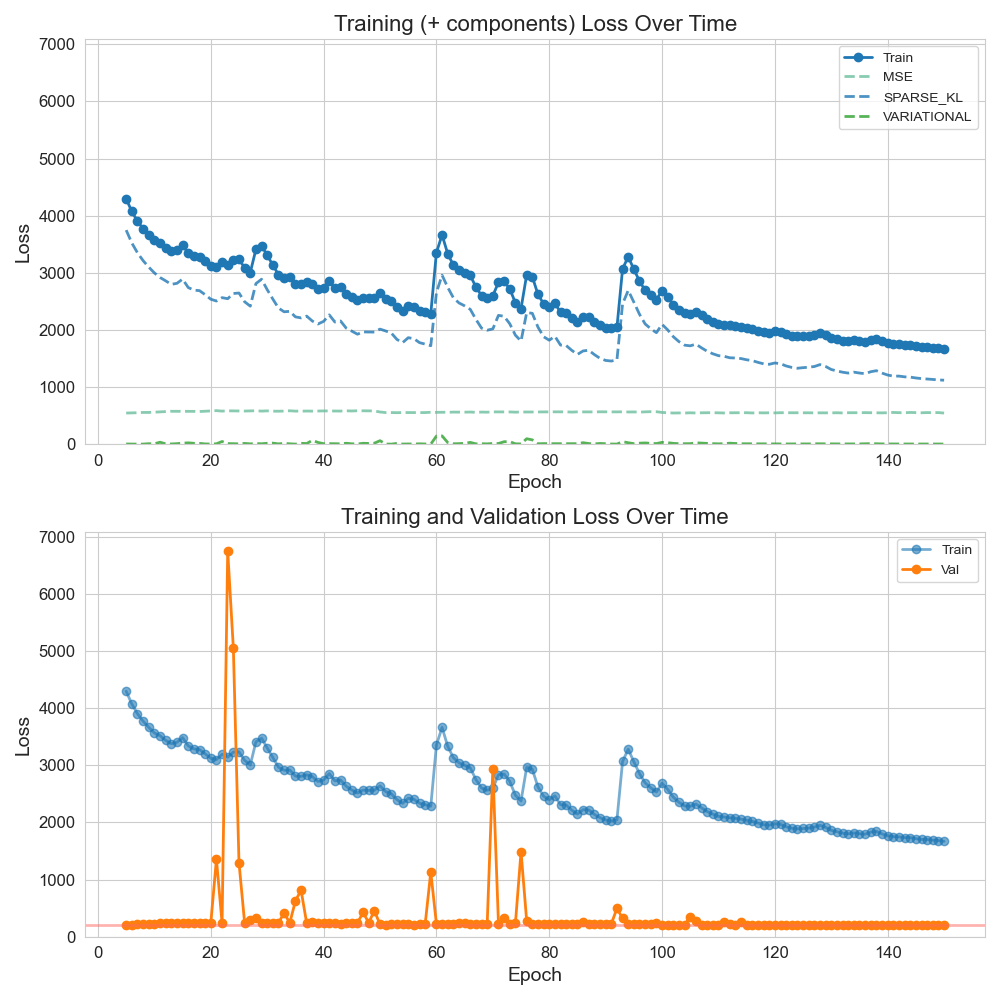 Training (+ components) Loss Over Time
7000
6000
5000
4000
3000
2000
1000
0
Loss
Train
MSE
SPARSE_KL
VARIATIONAL
0 20 40 60 80 100 120 140
Epoch
Training and Validation Loss Over Time
7000
6000
5000
4000
3000
2000
1000
0
Loss
Train
Val
0 20 40 60 80 100 120 140
Epoch